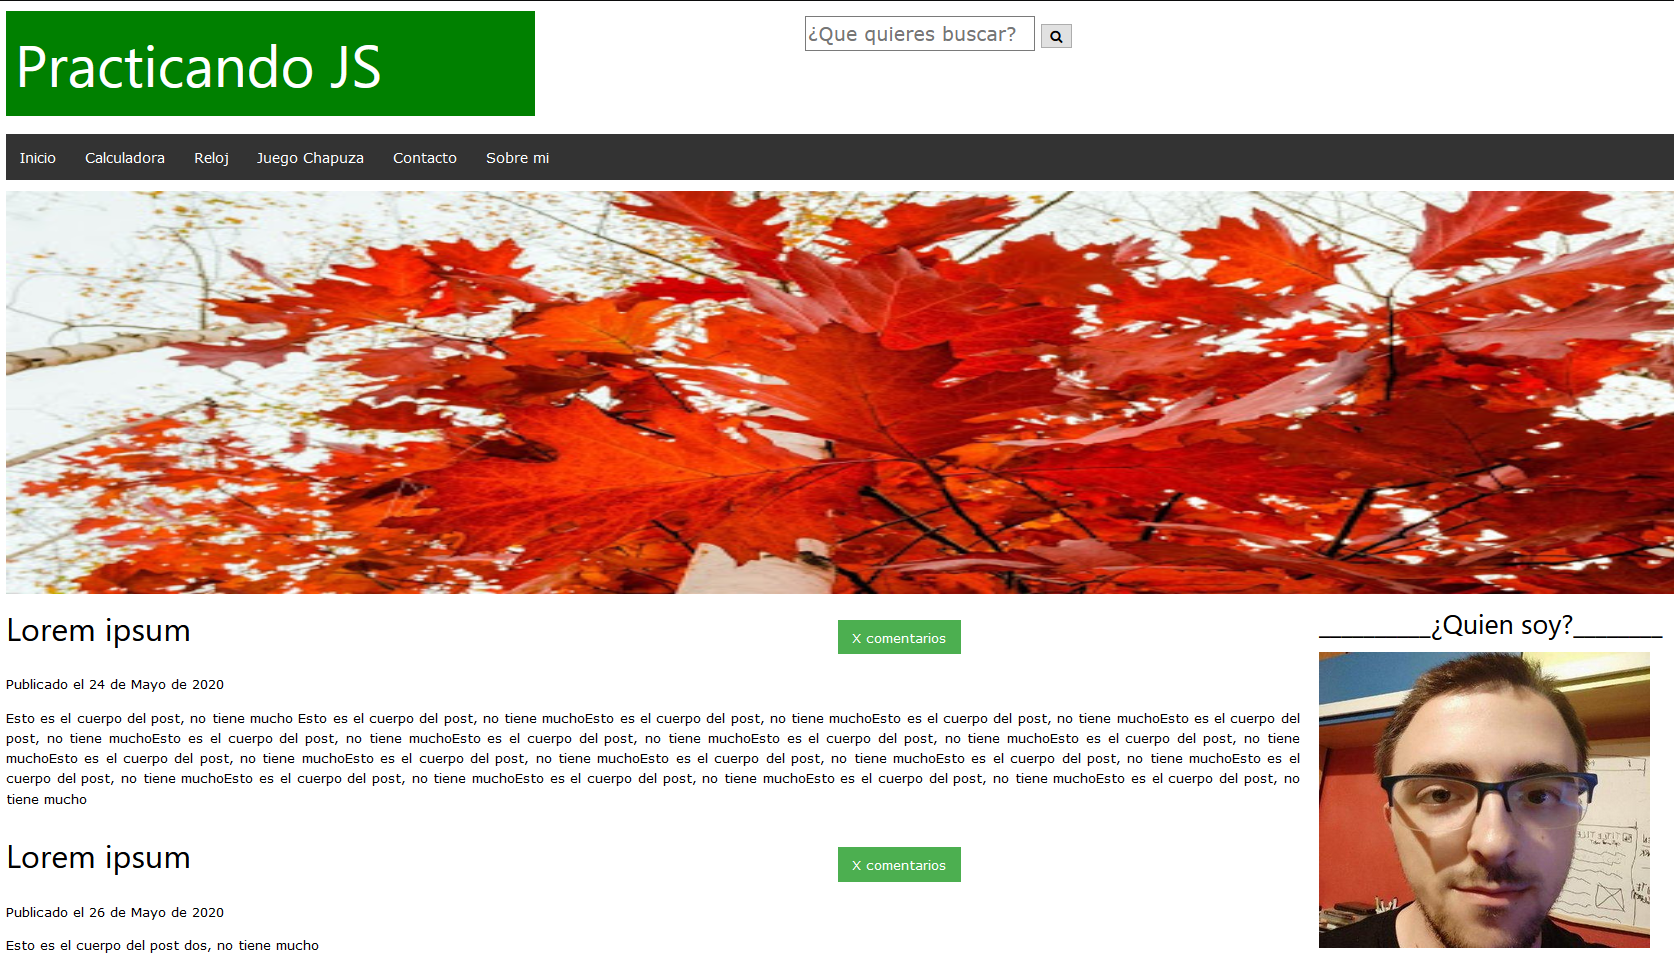 Practicando JS
¿Que quieres buscar?
Inicio Calculadora Reloj Juego Chapuza Contacto Sobre mi
Lorem ipsum
X comentarios
Publicado el 24 de Mayo de 2020
Esto es el cuerpo del post, no tiene mucho Esto es el cuerpo del post, no tiene muchoEsto es el cuerpo del post, no tiene muchoEsto es el cuerpo del post, no tiene muchoEsto es el cuerpo del
post, no tiene muchoEsto es el cuerpo del post, no tiene muchoEsto es el cuerpo del post, no tiene muchoEsto es el cuerpo del post, no tiene muchoEsto es el cuerpo del post, no tiene
muchoEsto es el cuerpo del post, no tiene muchoEsto es el cuerpo del post, no tiene muchoEsto es el cuerpo del post, no tiene muchoEsto es el cuerpo del post, no tiene muchoEsto es el
cuerpo del post, no tiene muchoEsto es el cuerpo del post, no tiene muchoEsto es el cuerpo del post, no tiene muchoEsto es el cuerpo del post, no tiene muchoEsto es el cuerpo del post, no
tiene mucho
Lorem ipsum
X comentarios
Publicado el 26 de Mayo de 2020
Esto es el cuerpo del post dos, no tiene mucho
__________¿Quien soy?________